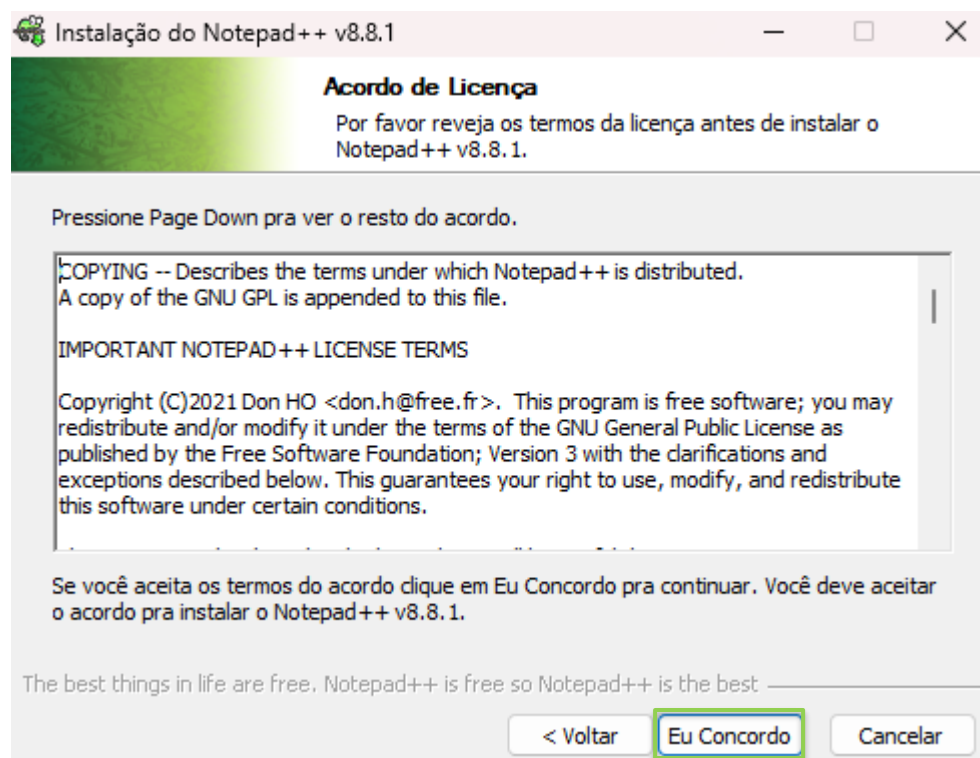 Instalação do Notepad++ v8.8.1
Acordo de Licença
Por favor reveja os termos da licença antes de instalar o
Notepad++ v8.8.1.
Pressione Page Down pra ver o resto do acordo.
COPYING -- Describes the terms under which Notepad++ is distributed.
A copy of the GNU GPL is appended to this file.
IMPORTANT NOTEPAD++ LICENSE TERMS
Copyright (C)2021 Don HO <don.h@free.fr>.  This program is free software; you may
redistribute and/or modify it under the terms of the GNU General Public License as
published by the Free Software Foundation; Version 3 with the clarifications and
exceptions described below. This guarantees your right to use, modify, and redistribute
this software under certain conditions.
Se você aceita os termos do acordo clique em Eu Concordo pra continuar. Você deve aceitar
o acordo pra instalar o Notepad++ v8.8.1.
The best things in life are free. Notepad++ is free so Notepad++ is the best
< Voltar Eu Concordo Cancelar